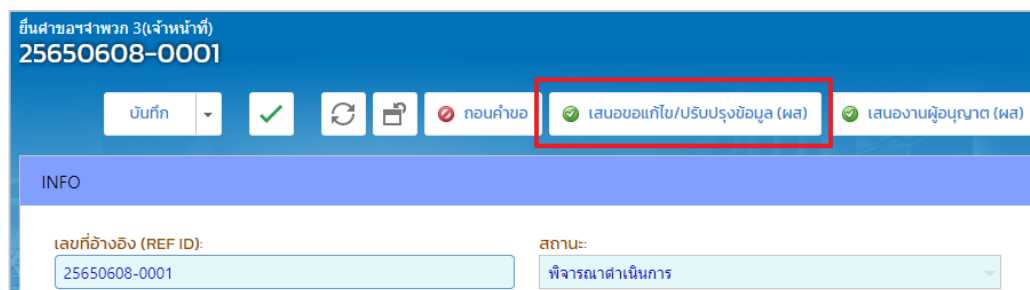 ยื่นคำขอฯจำพวก 3(เจ้าหน้าที่)
25650608-0001
บันทึก ถอนคำขอ เสนอขอแก้ไข/ปรับปรุงข้อมูล (ผส) เสนองานผู้อนุญาต (ผส)
INFO
เลขที่อ้างอิง (REF ID): สถานะ:
25650608-0001 พิจารณาดำเนินการ